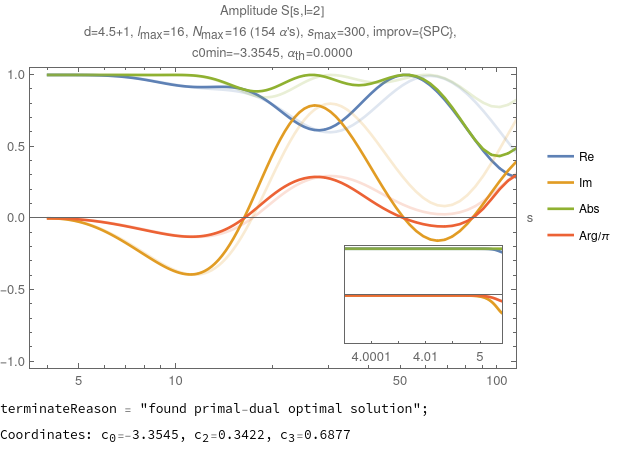 Amplitude S[s,l=2]
d=4.5+1, lmax=16, Nmax=16 (154 α's), smax=300, improv={SPC},
c0min=−3.3545, αth=0.0000
1.0
0.5
0.0
−0.5
−1.0
5
10
50
100
s
4.0001
4.01
5
Re
Im
Abs
Arg/π
terminateReason = "found primal-dual optimal solution";
Coordinates: c0=-3.3545, c2=0.3422, c3=0.6877